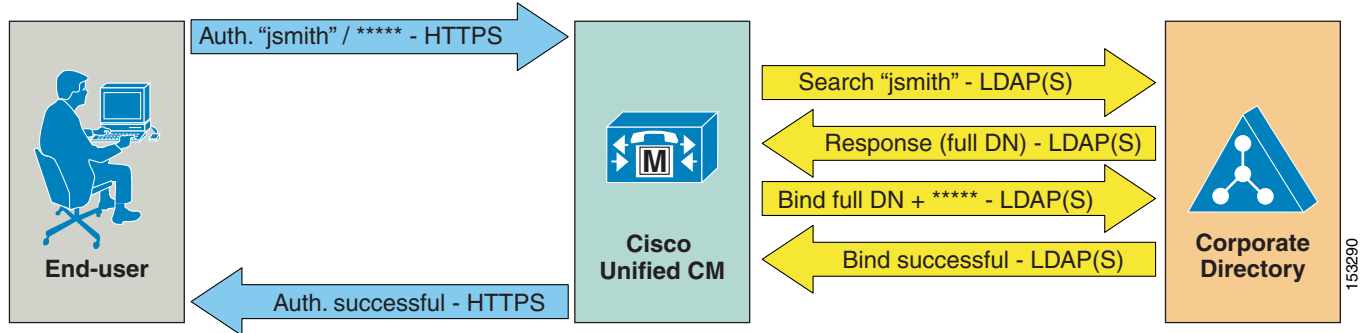 Auth. “jsmith” / ***** - HTTPS
Search “jsmith” - LDAP(S)
Response (full DN) - LDAP(S)
M
Bind full DN + ***** - LDAP(S)
End-user
Cisco
Unified CM
Bind successful - LDAP(S)
Corporate
Directory
Auth. successful - HTTPS
153290